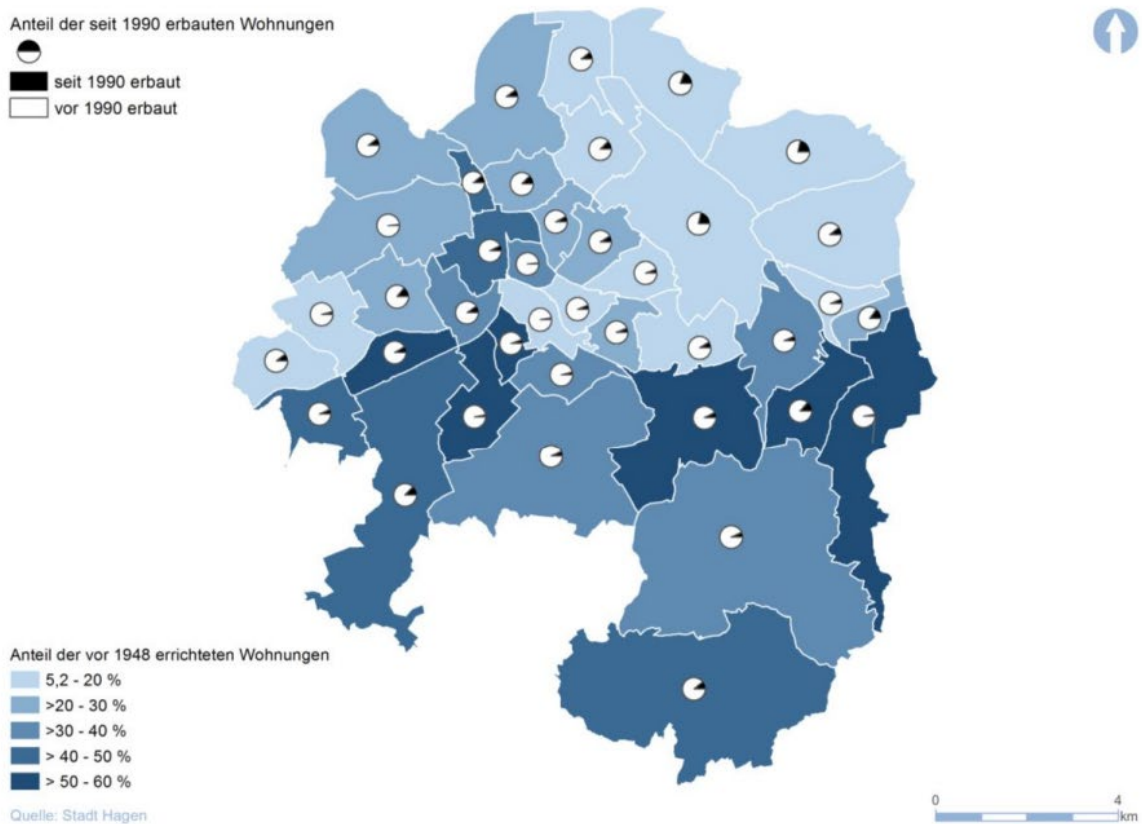 Anteil der seit 1990 erbauten Wohnungen
seit 1990 erbaut
vor 1990 erbaut
Anteil der vor 1948 errichteten Wohnungen
5,2 - 20 %
>20 - 30 %
>30 - 40 %
> 40 - 50 %
> 50 - 60 %
Quelle: Stadt Hagen
0 4
km